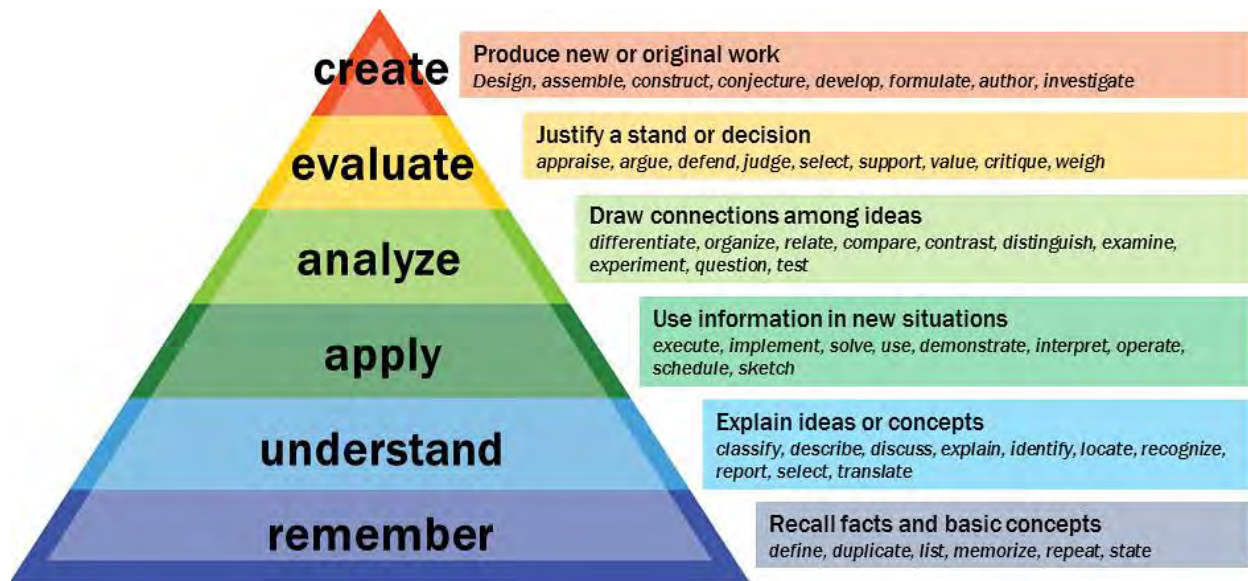 create
Produce new or original work
Design, assemble, construct, conjecture, develop, formulate, author, investigate
evaluate
Justify a stand or decision
appraise, argue, defend, judge, select, support, value, critique, weigh
analyze
Draw connections among ideas
differentiate, organize, relate, compare, contrast, distinguish, examine,
experiment, question, test
apply
Use information in new situations
execute, implement, solve, use, demonstrate, interpret, operate,
schedule, sketch
understand
Explain ideas or concepts
classify, describe, discuss, explain, identify, locate, recognize,
report, select, translate
remember
Recall facts and basic concepts
define, duplicate, list, memorize, repeat, state